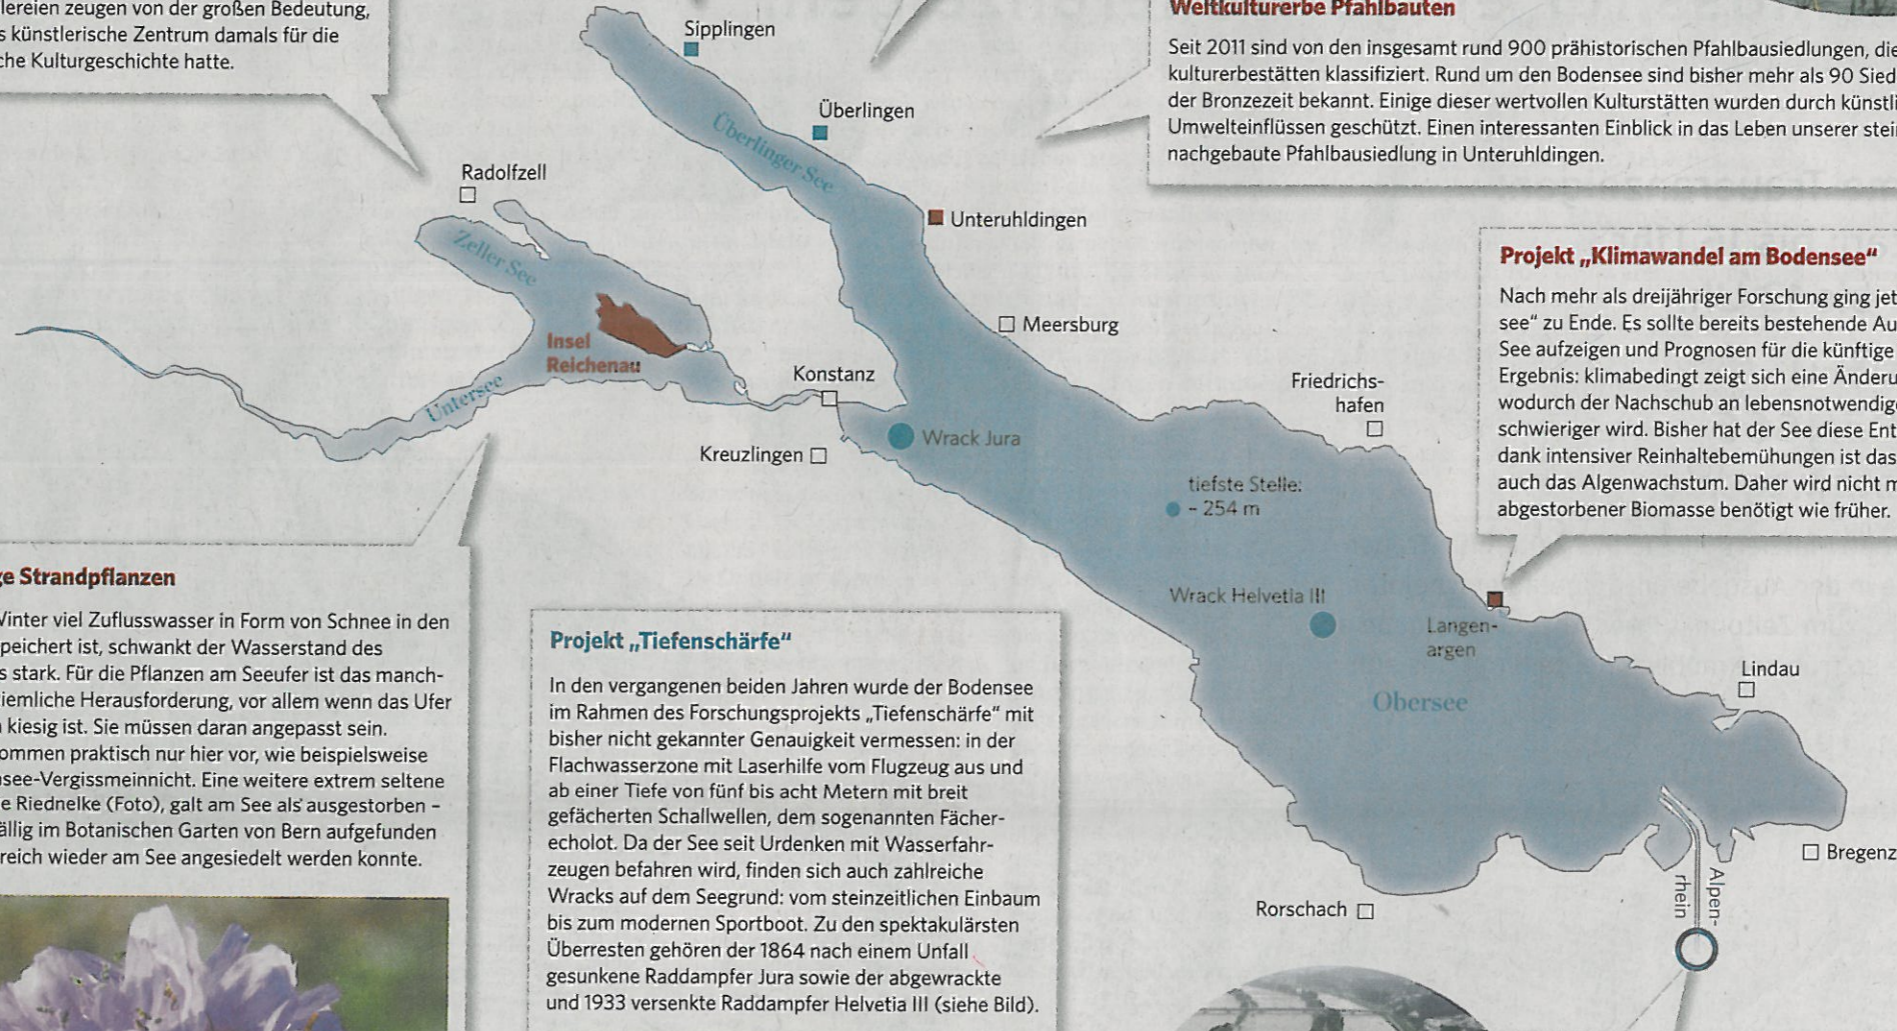 lereien zeugen von der großen Bedeutung,
s künstlerische Zentrum damals für die
che Kulturgeschichte hatte.
Sipplingen
Überlingen
Überlinger See
Radolfzell
Zeller See
Unteruhldingen
Insel
Reichenau
Meersburg
Untersee
Konstanz
Kreuzlingen
Wrack Jura
Friedrichs-
hafen
tiefste Stelle:
- 254 m
Wrack Helvetia III
Langen-
argen
Obersee
Lindau
Bregenz
Alpen-
rhein
Rorschach
Weltkulturerbe Pfahlbauten
Seit 2011 sind von den insgesamt rund 900 prähistorischen Pfahlbausiedlungen, die
kulturerbestätten klassifiziert. Rund um den Bodensee sind bisher mehr als 90 Sied
der Bronzezeit bekannt. Einige dieser wertvollen Kulturstätten wurden durch künstli
Umwelteinflüssen geschützt. Einen interessanten Einblick in das Leben unserer stei
nachgebaute Pfahlbausiedlung in Unteruhldingen.
Projekt „Klimawandel am Bodensee“
Nach mehr als dreijähriger Forschung ging jet
see“ zu Ende. Es sollte bereits bestehende Au
See aufzeigen und Prognosen für die künftige
Ergebnis: klimabedingt zeigt sich eine Änderu
wodurch der Nachschub an lebensnotwendige
schwieriger wird. Bisher hat der See diese Ent
dank intensiver Reinhaltebemühungen ist das
auch das Algenwachstum. Daher wird nicht m
abgestorbener Biomasse benötigt wie früher.
ge Strandpflanzen
Winter viel Zuflusswasser in Form von Schnee in den
peichert ist, schwankt der Wasserstand des
s stark. Für die Pflanzen am Seeufer ist das manch-
iemliche Herausforderung, vor allem wenn das Ufer
kiesig ist. Sie müssen daran angepasst sein.
ommen praktisch nur hier vor, wie beispielsweise
see-Vergissmeinnicht. Eine weitere extrem seltene
e Riednelke (Foto), galt am See als ausgestorben –
ällig im Botanischen Garten von Bern aufgefunden
reich wieder am See angesiedelt werden konnte.
Projekt „Tiefenschärfe“
In den vergangenen beiden Jahren wurde der Bodensee
im Rahmen des Forschungsprojekts „Tiefenschärfe“ mit
bisher nicht gekannter Genauigkeit vermessen: in der
Flachwasserzone mit Laserhilfe vom Flugzeug aus und
ab einer Tiefe von fünf bis acht Metern mit breit
gefächerten Schallwellen, dem sogenannten Fächer-
echolot. Da der See seit Urdenken mit Wasserfahr-
zeugen befahren wird, finden sich auch zahlreiche
Wracks auf dem Seegrund: vom steinzeitlichen Einbaum
bis zum modernen Sportboot. Zu den spektakulärsten
Überresten gehören der 1864 nach einem Unfall
gesunkene Raddampfer Jura sowie der abgewrackte
und 1933 versenkte Raddampfer Helvetia III (siehe Bild).